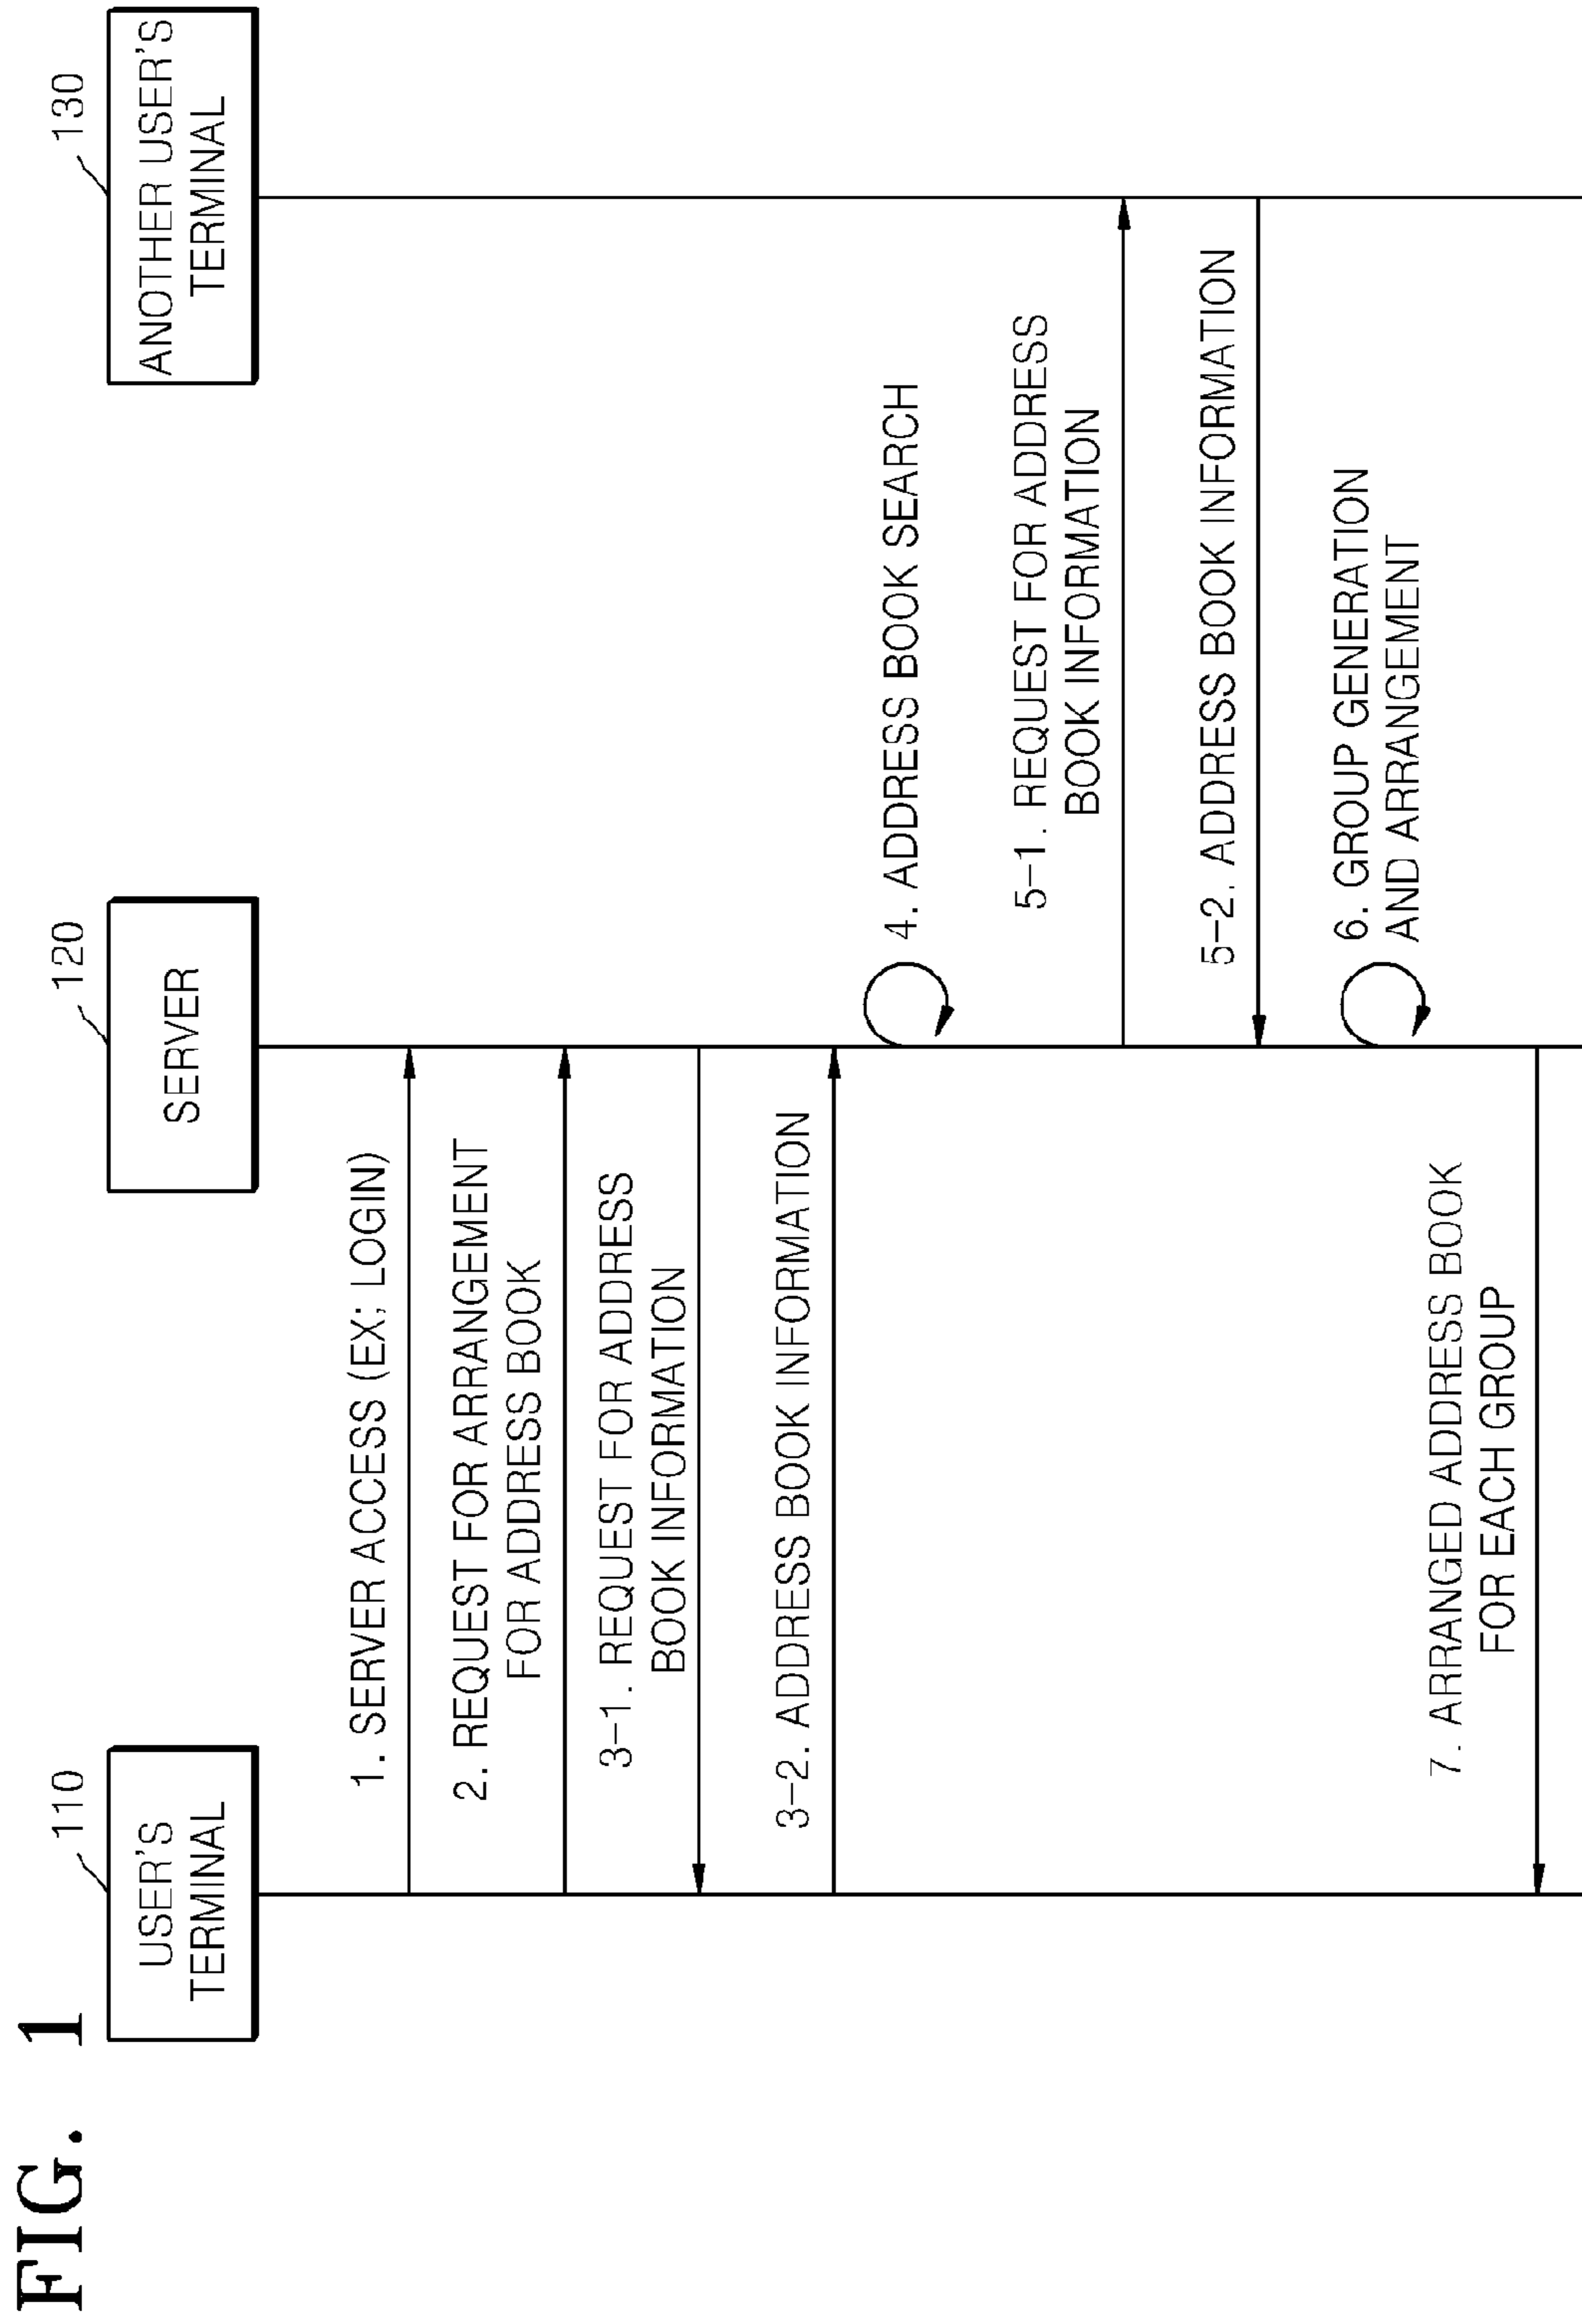 FIG. 1
110
120
130
USER'S
TERMINAL
SERVER
ANOTHER USER'S
TERMINAL
1. SERVER ACCESS (EX; LOGIN)
2. REQUEST FOR ARRANGEMENT
FOR ADDRESS BOOK
3-1. REQUEST FOR ADDRESS
BOOK INFORMATION
3-2. ADDRESS BOOK INFORMATION
4. ADDRESS BOOK SEARCH
5-1. REQUEST FOR ADDRESS
BOOK INFORMATION
5-2. ADDRESS BOOK INFORMATION
6. GROUP GENERATION
AND ARRANGEMENT
7. ARRANGED ADDRESS BOOK
FOR EACH GROUP